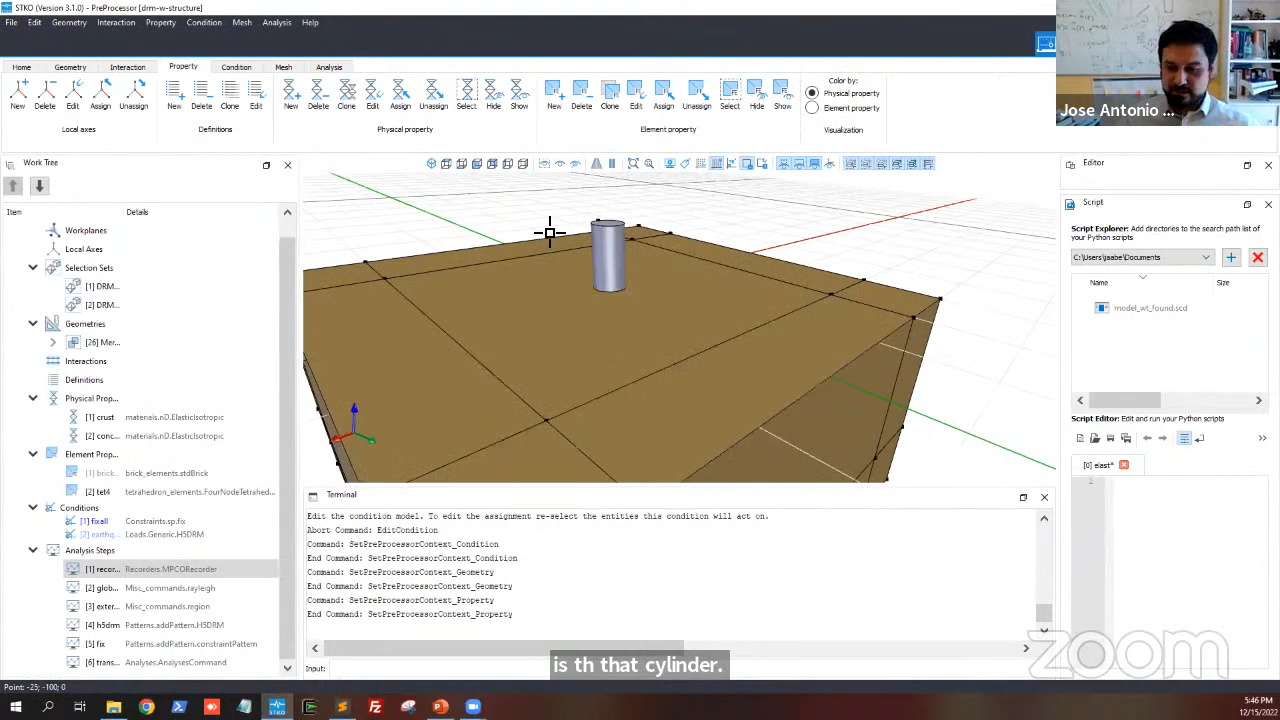 STKO (Version 3.1.0) - PreProcessor [drm-w-structure]
File Edit Geometry Interaction Property Condition Mesh Analysis Help
Home Geometry Interaction Property Condition Mesh Analysis
New Delete Edit Assign Unassign
Local axes
New Delete Clone Edit
Definitions
New Delete Clone Edit Assign Unassign Select Hide Show
Physical property
New Delete Clone Edit Assign Unassign Select Hide Show
Element property
Color by:
Physical property
Element property
Visualization
Jose Antonio ...
Work Tree
Item Details
Workplanes
Local Axes
Selection Sets
[1] DRM...
[2] DRM...
Geometries
[26] Mer...
Interactions
Definitions
Physical Prop...
[1] crust materials.nD.ElasticIsotropic
[2] conc... materials.nD.ElasticIsotropic
Element Prop...
[1] brick... brick_elements.stdBrick
[2] tet4 tetrahedron_elements.FourNodeTetrahed...
Conditions
[1] fixall Constraints.sp.fix
[2] earthq... Loads.Generic.H5DRM
Analysis Steps
[1] recor... Recorders.MPCORecorder
[2] glob... Misc_commands.rayleigh
[3] exter... Misc_commands.region
[4] h5drm Patterns.addPattern.H5DRM
[5] fix Patterns.addPattern.constraintPattern
[6] trans... Analyses.AnalysesCommand
Terminal
Edit the condition model. To edit the assignment re-select the entities this condition will act on.
Abort Command: EditCondition
Command: SetPreProcessorContext_Condition
End Command: SetPreProcessorContext_Condition
Command: SetPreProcessorContext_Geometry
End Command: SetPreProcessorContext_Geometry
Command: SetPreProcessorContext_Property
End Command: SetPreProcessorContext_Property
Input:
is th that cylinder.
Editor
Script
Script Explorer: Add directories to the search path list of
your Python scripts
C:\Users\jaabe\Documents
Name Size
model_wt_found.scd
Script Editor: Edit and run your Python scripts
[0] elast*
1
zoom
Point: -25; -100; 0
5:46 PM
12/15/2022